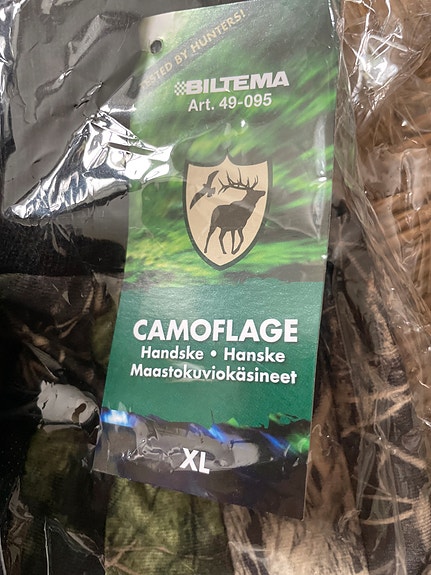 TESTED BY HUNTERS!
BILTEMA
Art. 49-095
CAMOFLAGE
Handske • Hanske
Maastokuviokäsineet
XL